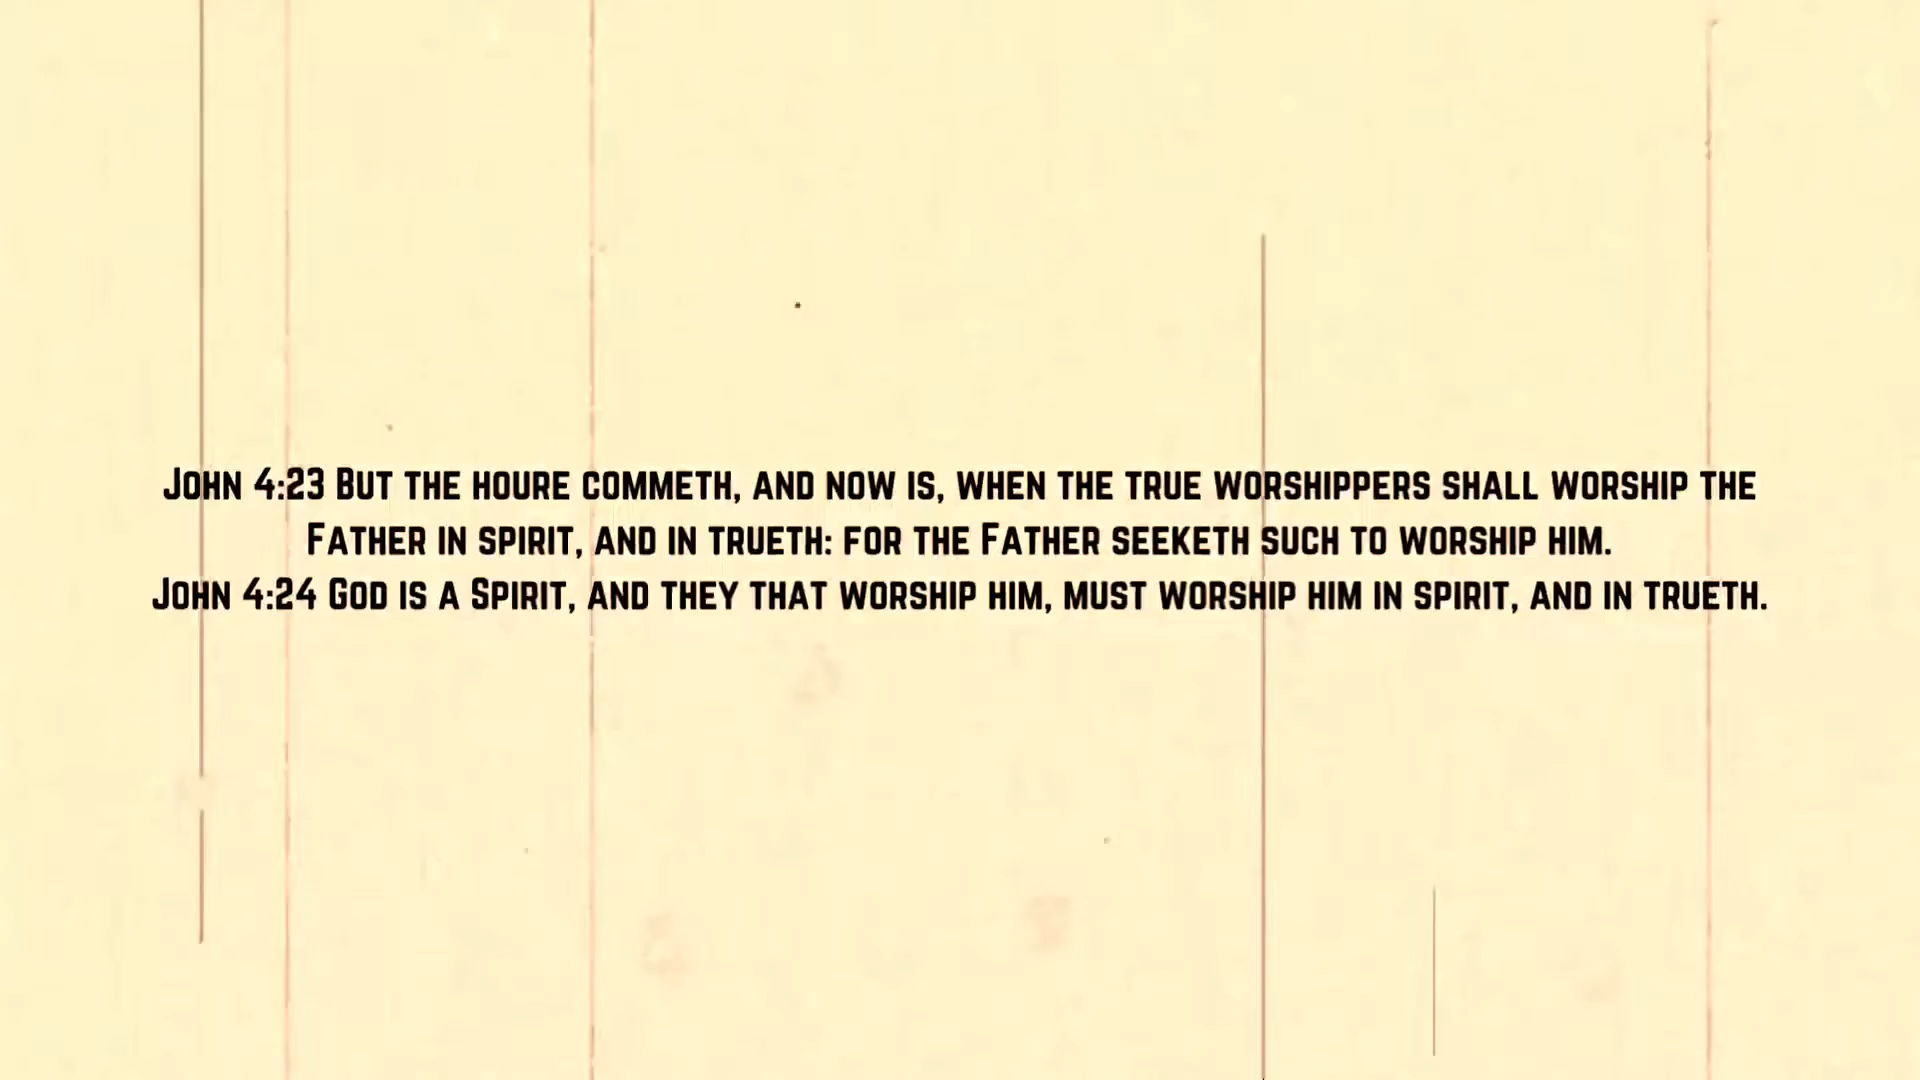 John 4:23 But the houre commeth, and now is, when the true worshippers shall worship the
Father in spirit, and in trueth: for the Father seeketh such to worship him.
John 4:24 God is a Spirit, and they that worship him, must worship him in spirit, and in trueth.